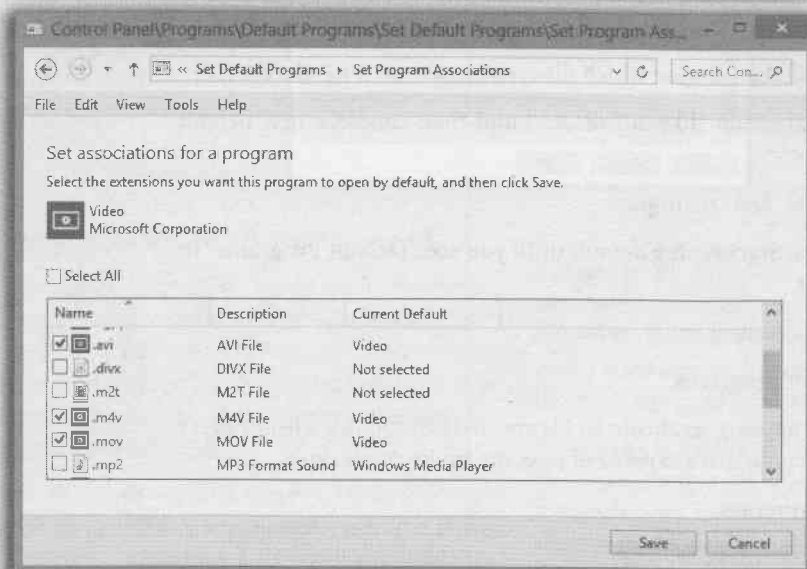 Control Panel\Programs\Default Programs\Set Default Programs\Set Program Ass...
« Set Default Programs ▸ Set Program Associations
Search Con...
File Edit View Tools Help
Set associations for a program
Select the extensions you want this program to open by default, and then click Save.
Video
Microsoft Corporation
Select All
Name Description Current Default
.avi AVI File Video
.divx DIVX File Not selected
.m2t M2T File Not selected
.m4v M4V File Video
.mov MOV File Video
.mp2 MP3 Format Sound Windows Media Player
Save Cancel